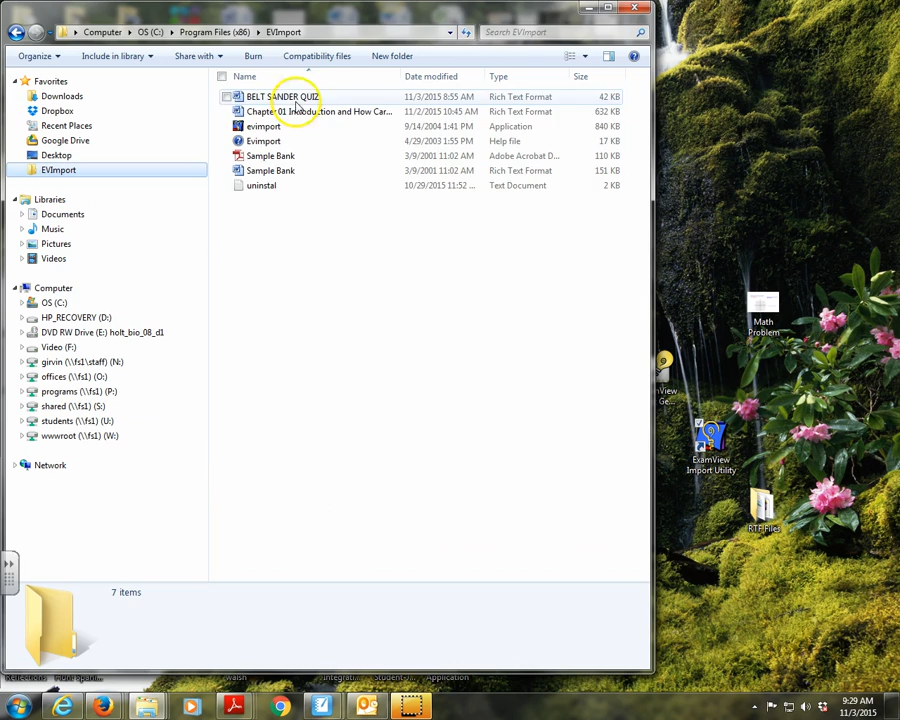 Computer OS (C:) Program Files (x86) EVImport Search EVImport
Organize Include in library Share with Burn Compatibility files New folder
Name Date modified Type Size
BELT SANDER QUIZ 11/3/2015 8:55 AM Rich Text Format 42 KB
Chapter 01 Introduction and How Car... 11/2/2015 10:45 AM Rich Text Format 632 KB
evimport 9/14/2004 1:41 PM Application 840 KB
Evimport 4/29/2003 1:55 PM Help file 17 KB
Sample Bank 3/9/2001 11:02 AM Adobe Acrobat D... 110 KB
Sample Bank 3/9/2001 11:02 AM Rich Text Format 151 KB
uninstal 10/29/2015 11:52 ... Text Document 2 KB
Favorites
Downloads
Dropbox
Recent Places
Google Drive
Desktop
EVImport
Libraries
Documents
Music
Pictures
Videos
Computer
OS (C:)
HP_RECOVERY (D:)
DVD RW Drive (E:) holt_bio_08_d1
Video (F:)
girvin (\\fs1\staff) (N:)
offices (\\fs1) (O:)
programs (\\fs1) (P:)
shared (\\fs1) (S:)
students (\\fs1) (U:)
wwwroot (\\fs1) (W:)
Network
7 items
Math
Problem
ExamView
Import Utility
RTF Files
Application
9:29 AM
11/3/2015